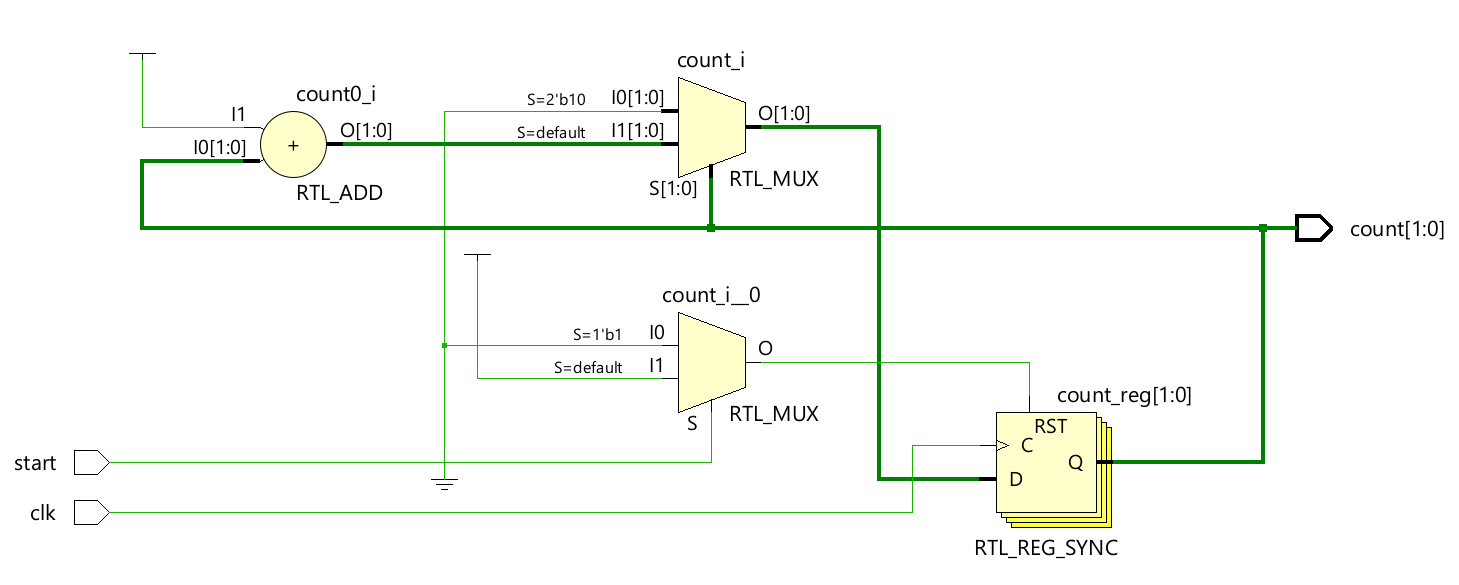 count_i
count0_i
S=2'b10
I0[1:0]
I1
O[1:0]
O[1:0]
I0[1:0]
+
S=default
I1[1:0]
RTL_ADD
S[1:0]
RTL_MUX
count[1:0]
count_i__0
S=1'b1
I0
O
S=default
I1
count_reg[1:0]
S
RTL_MUX
RST
C
start
Q
D
clk
RTL_REG_SYNC